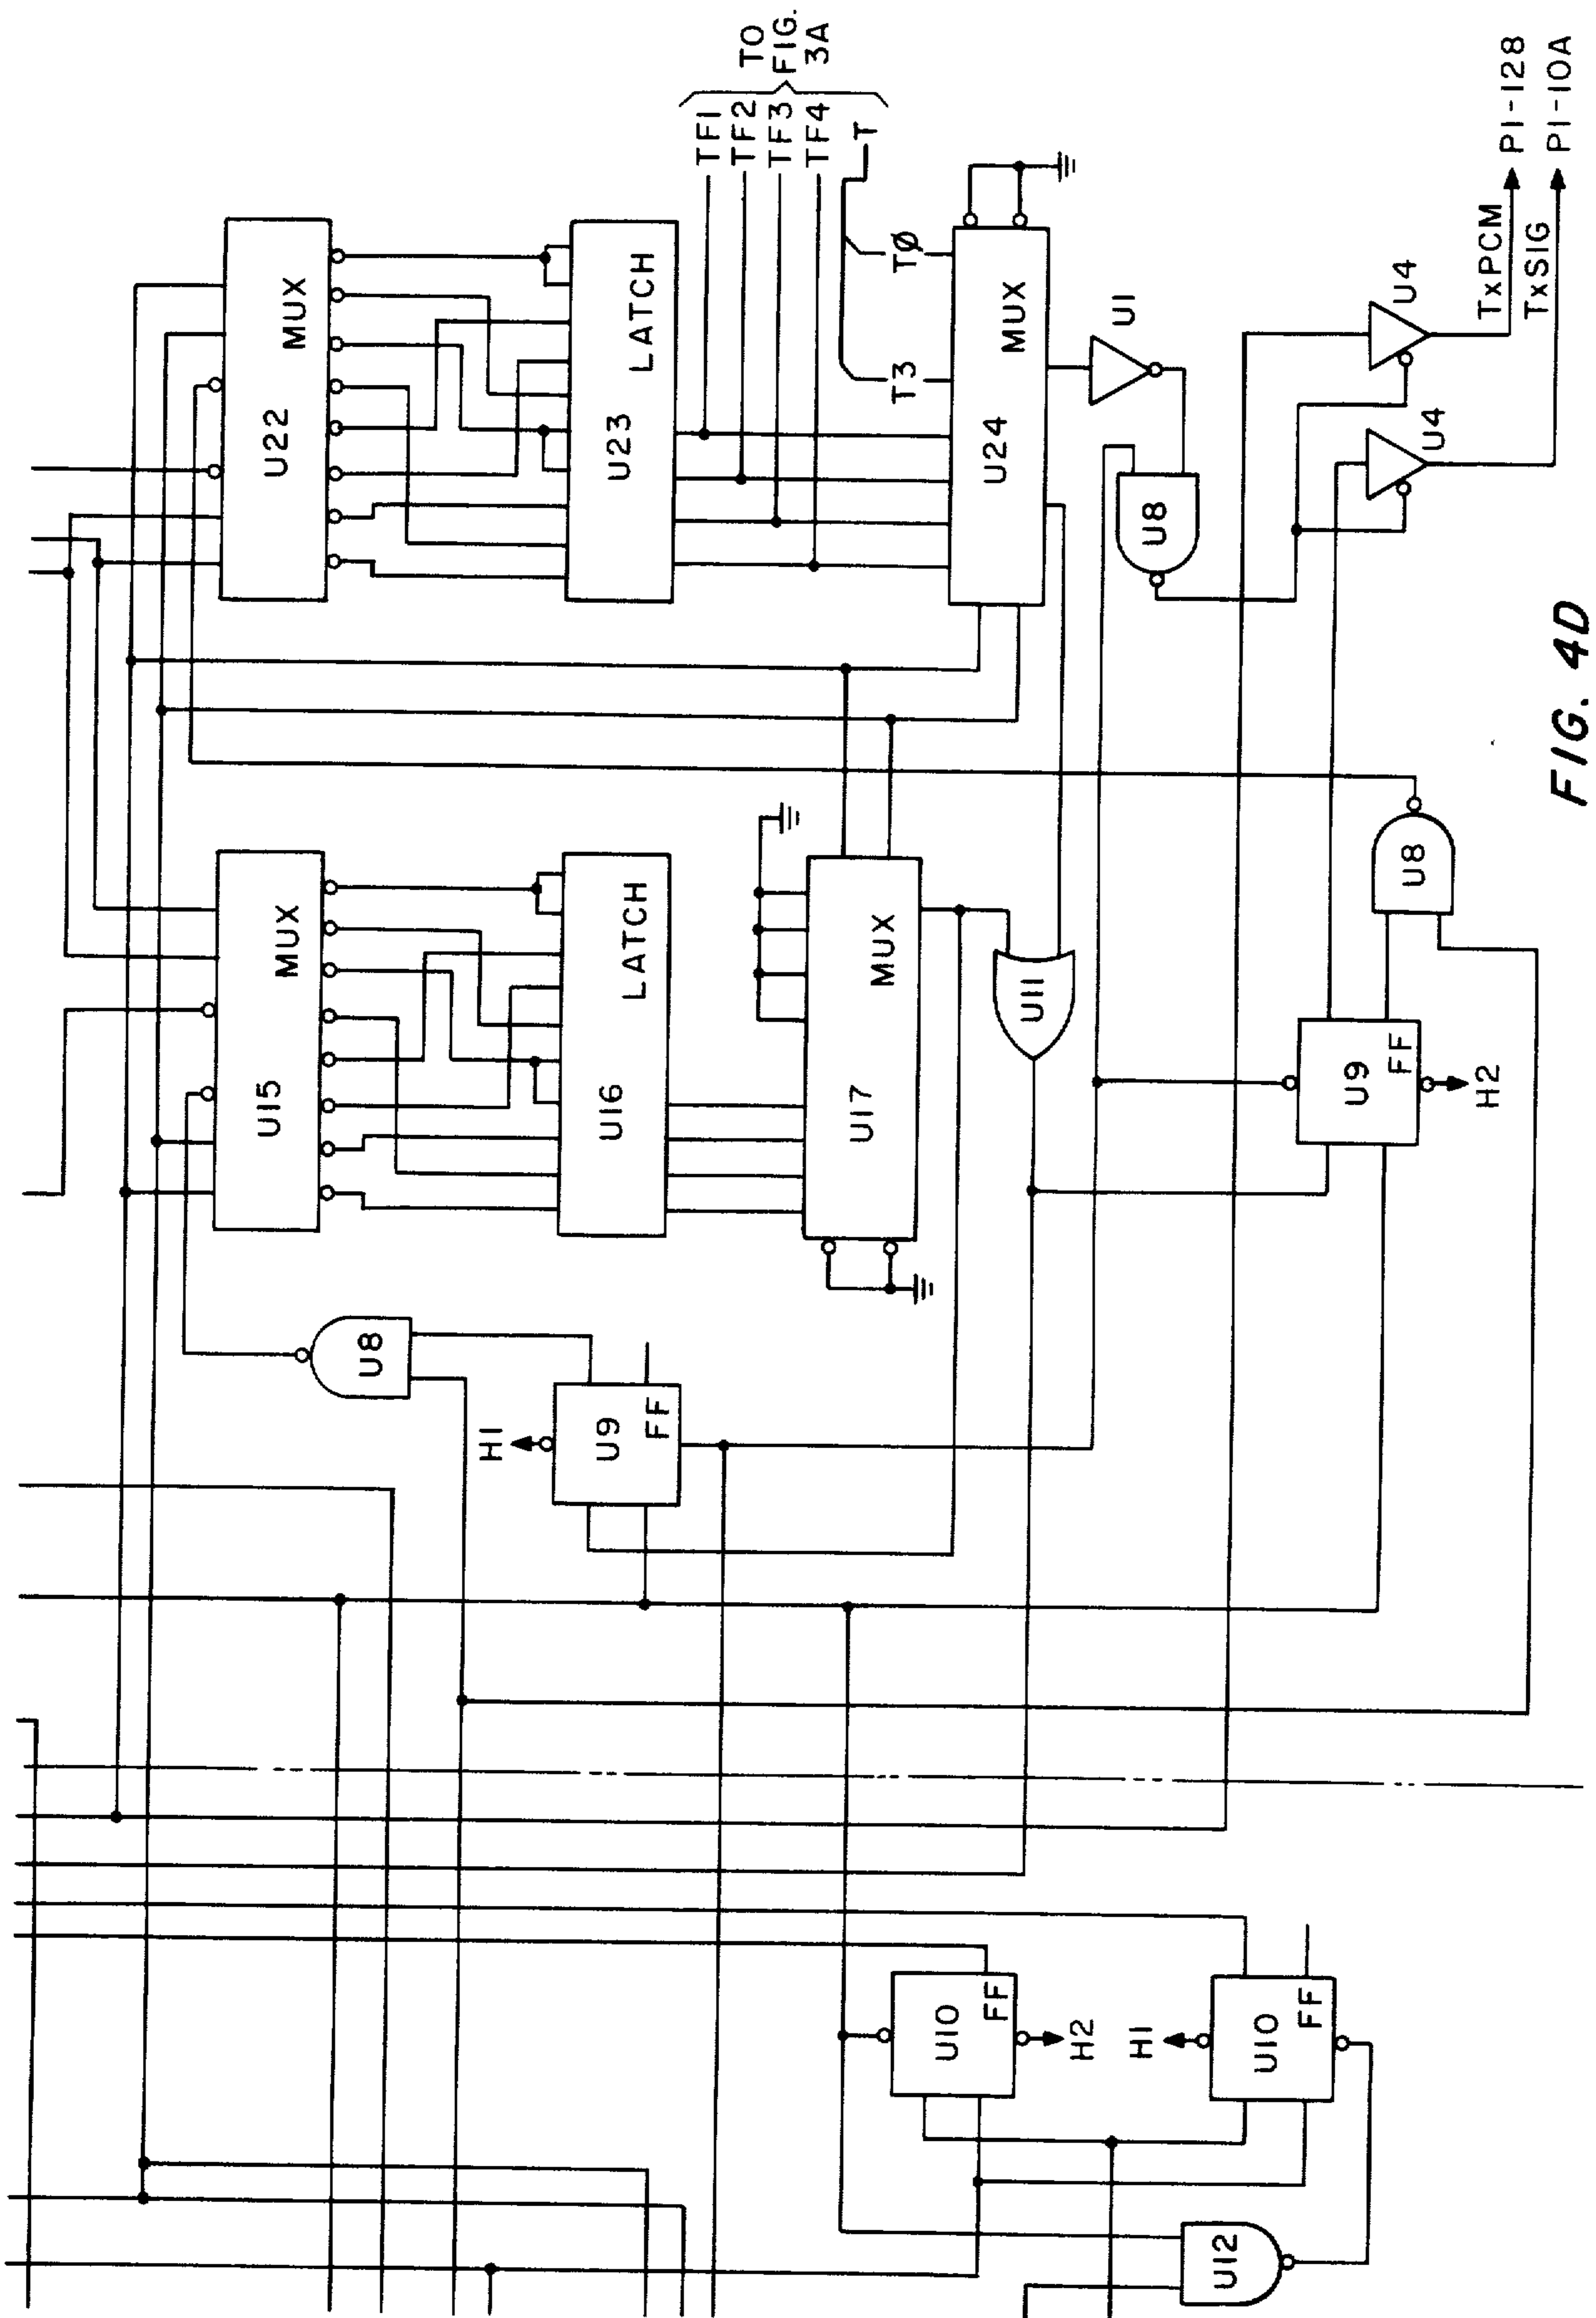 TO
FIG.
3A
TF1
TF2
TF3
TF4
T
U22
MUX
U23
LATCH
TØ
T3
U24
MUX
U1
U8
U4
U4
TxPCM
P1-128
TxSIG
P1-10A
U15
MUX
U16
LATCH
U17
MUX
U11
U8
U9
FF
H2
U8
H1
U9
FF
U10
FF
H2
H1
U10
FF
U12
FIG. 4D